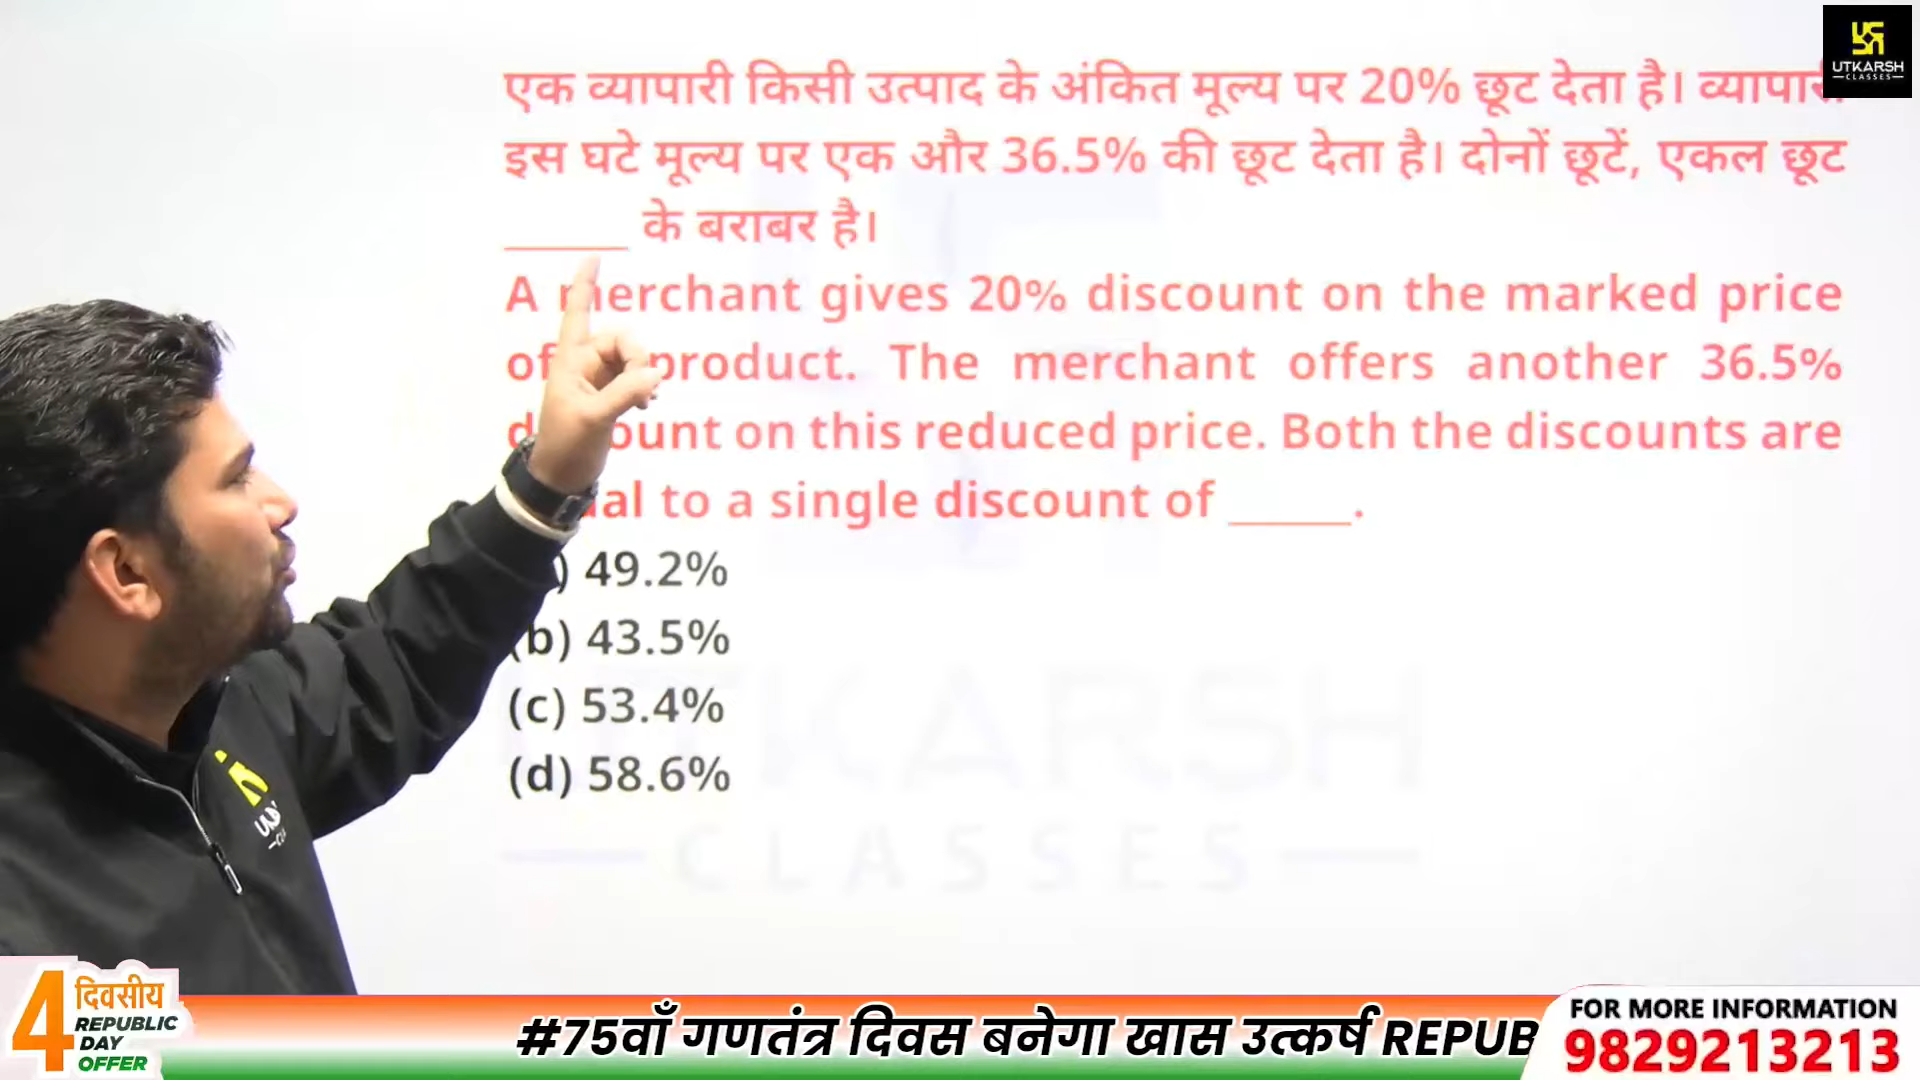 UTKARSH
CLASSES
एक व्यापारी किसी उत्पाद के अंकित मूल्य पर 20% छूट देता है। व्यापारी
इस घटे मूल्य पर एक और 36.5% की छूट देता है। दोनों छूटें, एकल छूट
_____ के बराबर है।
A merchant gives 20% discount on the marked price
of product. The merchant offers another 36.5%
on this reduced price. Both the discounts are
to a single discount of _____.
) 49.2%
(b) 43.5%
(c) 53.4%
(d) 58.6%
UTKARSH
CLASSES
4 दिवसीय
REPUBLIC
DAY
OFFER
#75वाँ गणतंत्र दिवस बनेगा खास उत्कर्ष REPUB
FOR MORE INFORMATION
9829213213